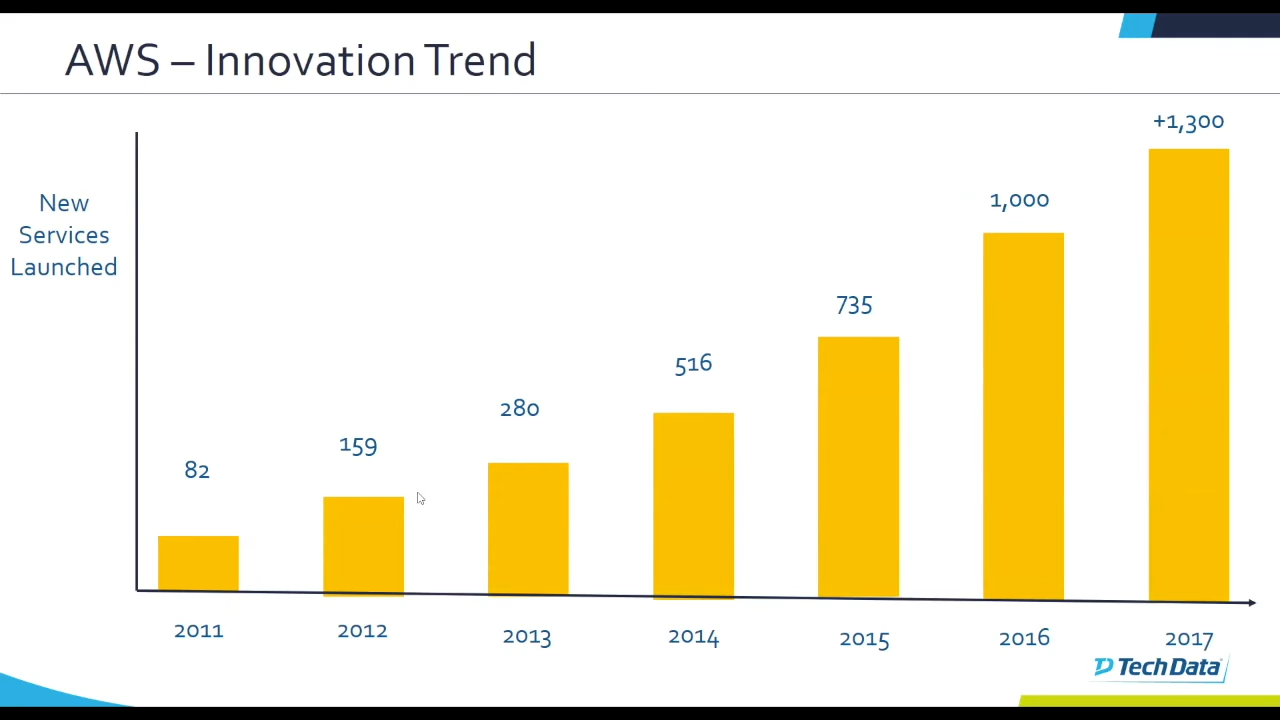 AWS – Innovation Trend
New
Services
Launched
82
159
280
516
735
1,000
+1,300
2011
2012
2013
2014
2015
2016
2017
TechData